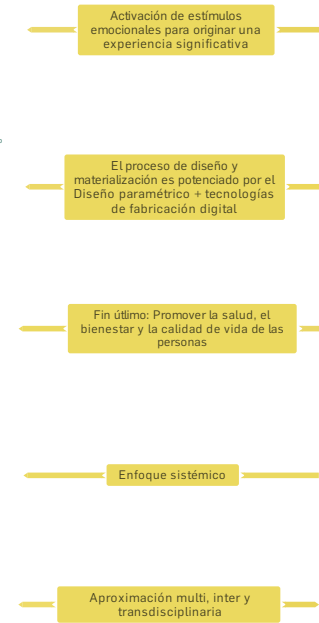 Activación de estímulos
emocionales para originar una
experiencia significativa
El proceso de diseño y
materialización es potenciado por el
Diseño paramétrico + tecnologías
de fabricación digital
Fin útlimo: Promover la salud, el
bienestar y la calidad de vida de las
personas
Enfoque sistémico
Aproximación multi, inter y
transdisciplinaria